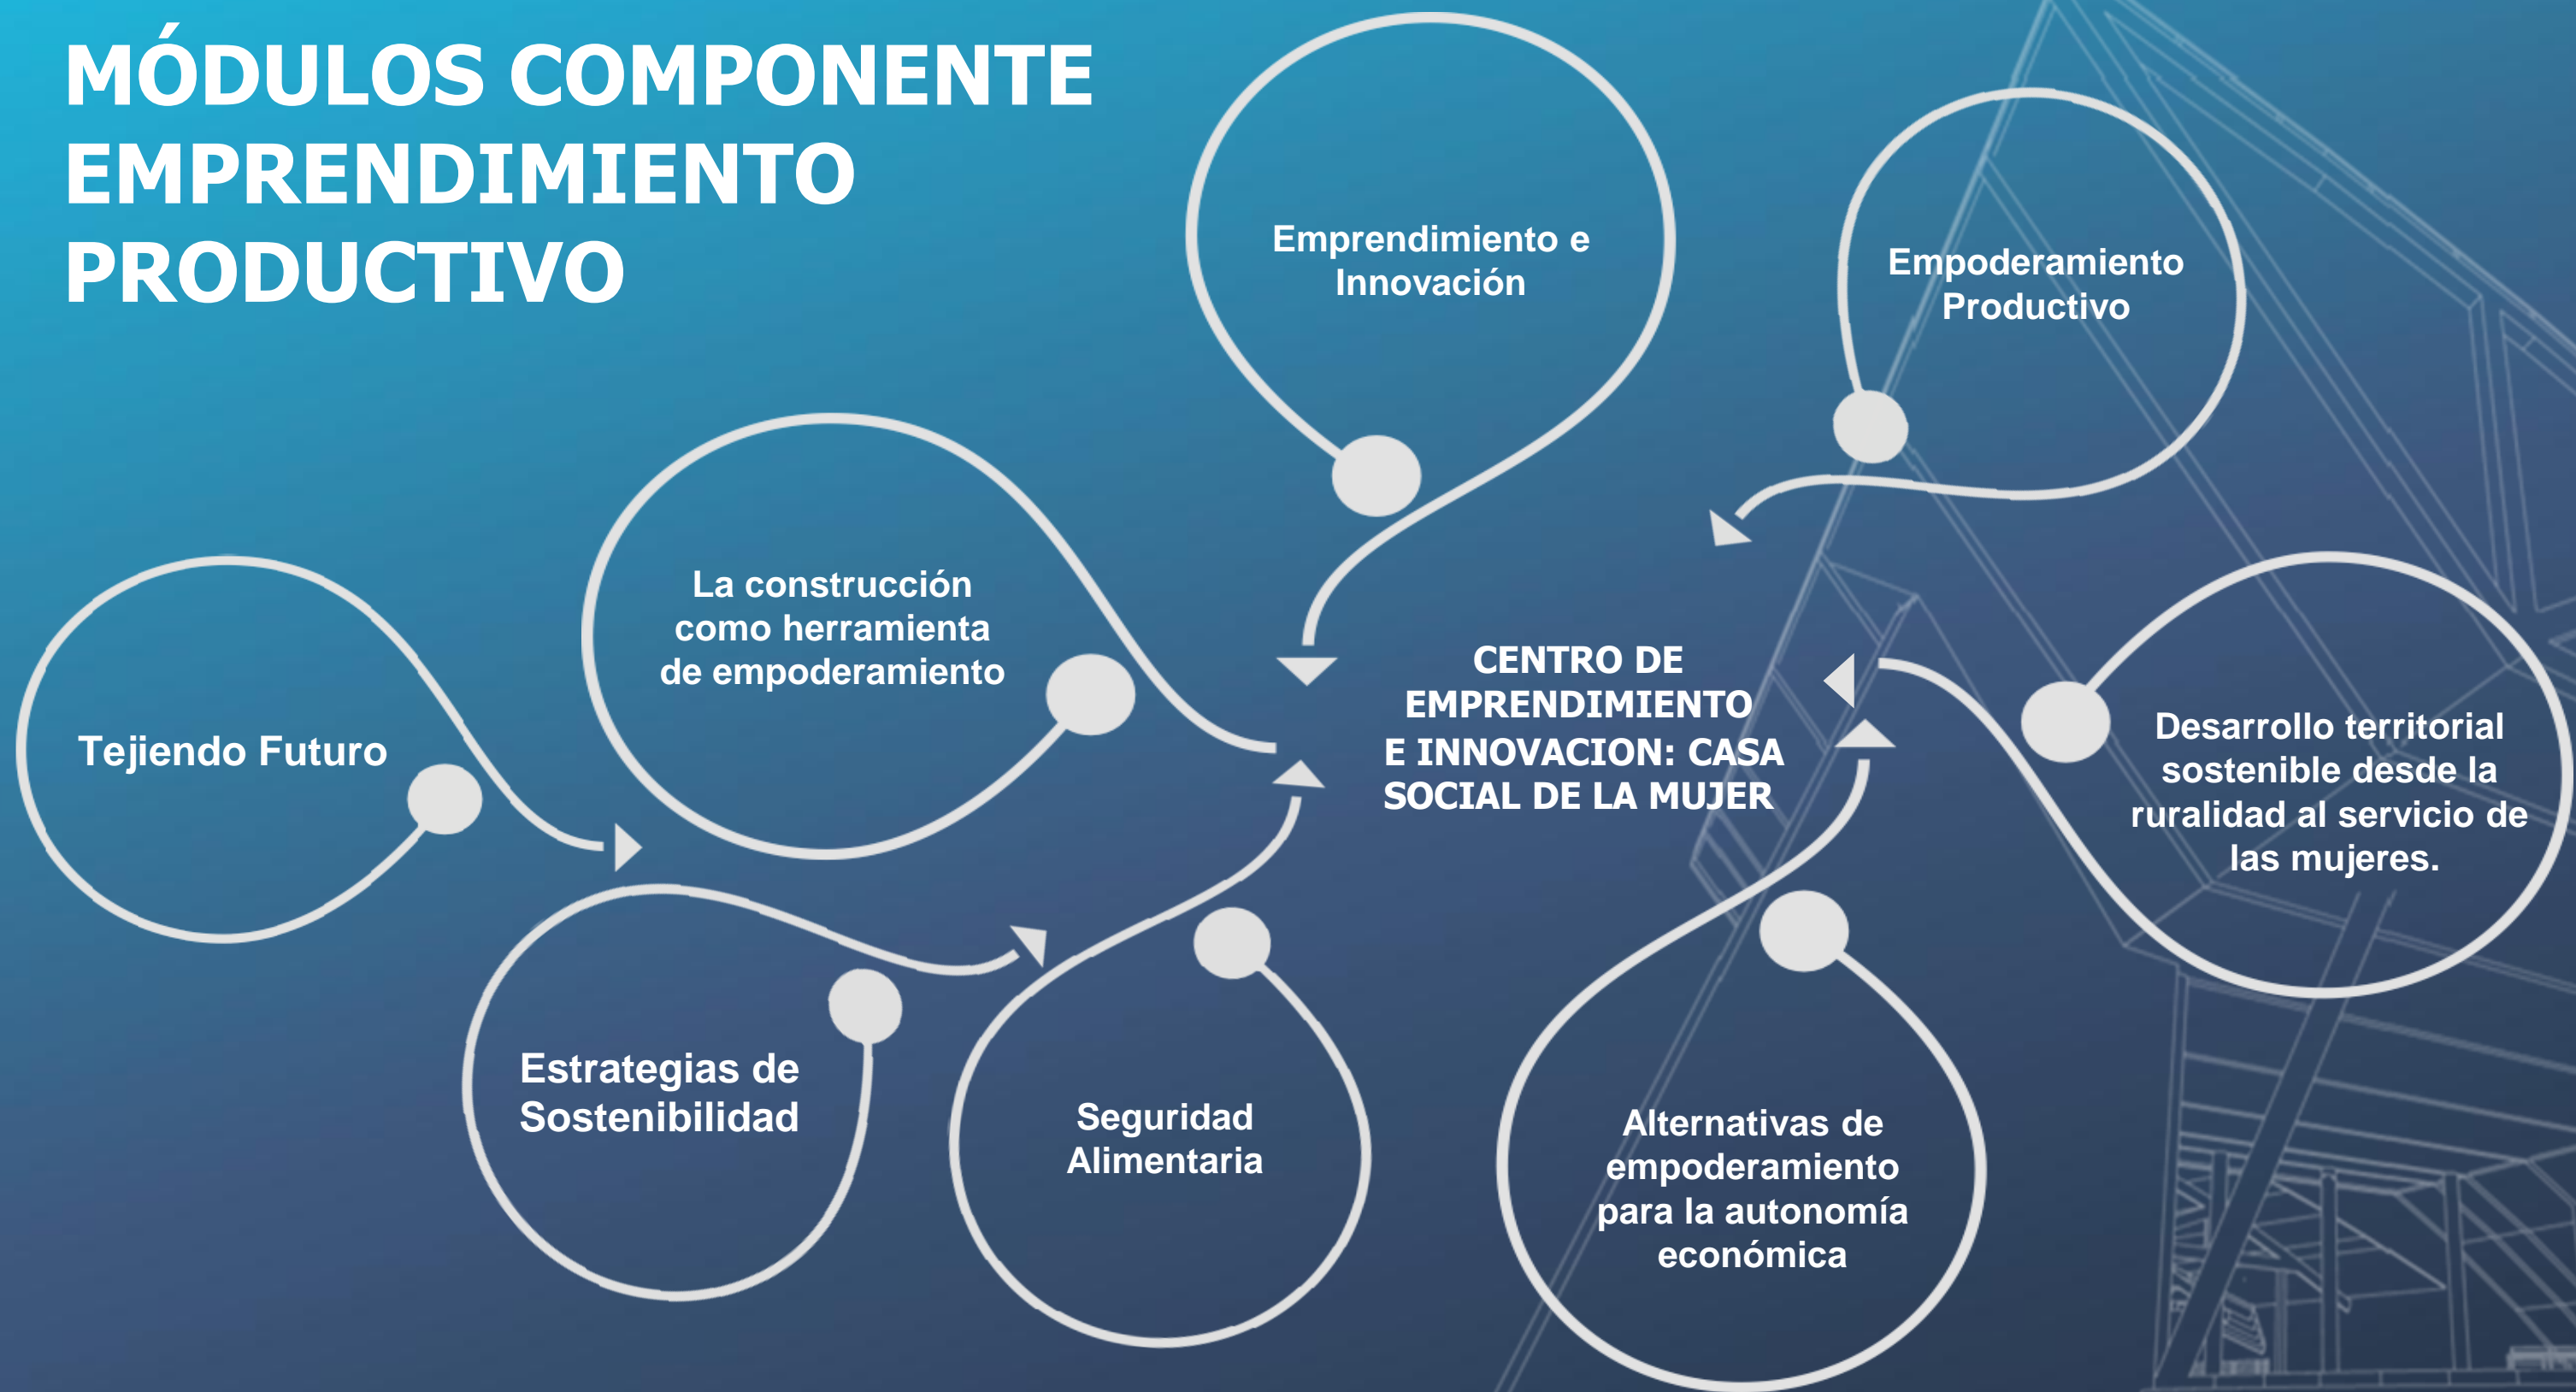 MÓDULOS COMPONENTE
EMPRENDIMIENTO
PRODUCTIVO
Emprendimiento e
Innovación
Empoderamiento
Productivo
La construcción
como herramienta
de empoderamiento
Tejiendo Futuro
CENTRO DE
EMPRENDIMIENTO
E INNOVACION: CASA
SOCIAL DE LA MUJER
Desarrollo territorial
sostenible desde la
ruralidad al servicio de
las mujeres.
Estrategias de
Sostenibilidad
Seguridad
Alimentaria
Alternativas de
empoderamiento
para la autonomía
económica